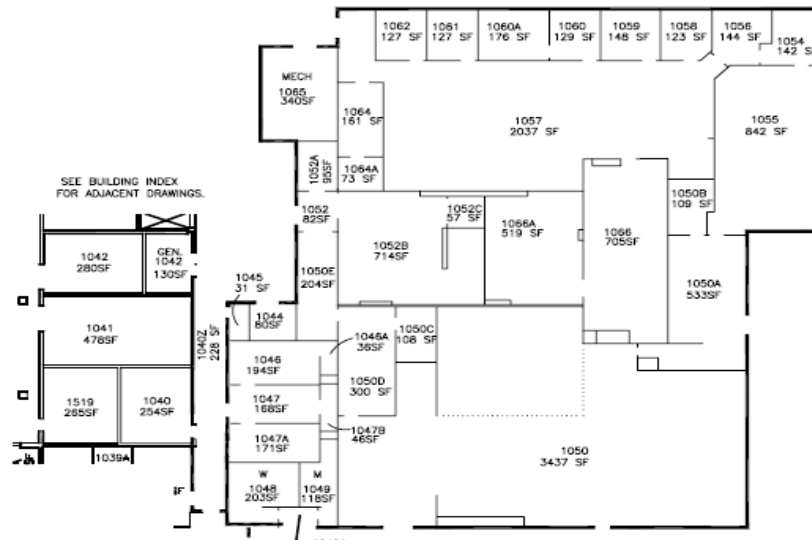 1062
127 SF
1061
127 SF
1060A
176 SF
1060
129 SF
1059
148 SF
1058
123 SF
1056
144 SF
1054
142 SF
MECH
1065
340SF
1064
161 SF
1057
2037 SF
1055
842 SF
1052A
95SF
1064A
73 SF
SEE BUILDING INDEX
FOR ADJACENT DRAWINGS.
1050B
109 SF
1052
82SF
1052C
57 SF
1066A
519 SF
1066
705SF
1052B
714SF
1042
280SF
GEN.
1042
130SF
1050E
204SF
1045
31 SF
1050A
533SF
1044
80SF
1040Z
228 SF
1041
478SF
1046A
36SF
1050C
108 SF
1046
194SF
1050D
300 SF
1519
265SF
1040
254SF
1047
168SF
1047B
46SF
1047A
171SF
1050
3437 SF
1039A
W
1048
203SF
M
1049
118SF